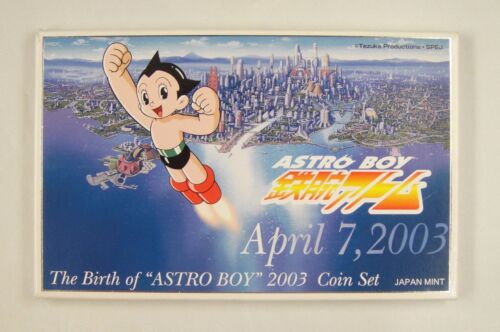 ©Tezuka Productions・SPEJ
ASTRO BOY
鉄腕アトム
April 7, 2003
The Birth of “ASTRO BOY” 2003 Coin Set
JAPAN MINT